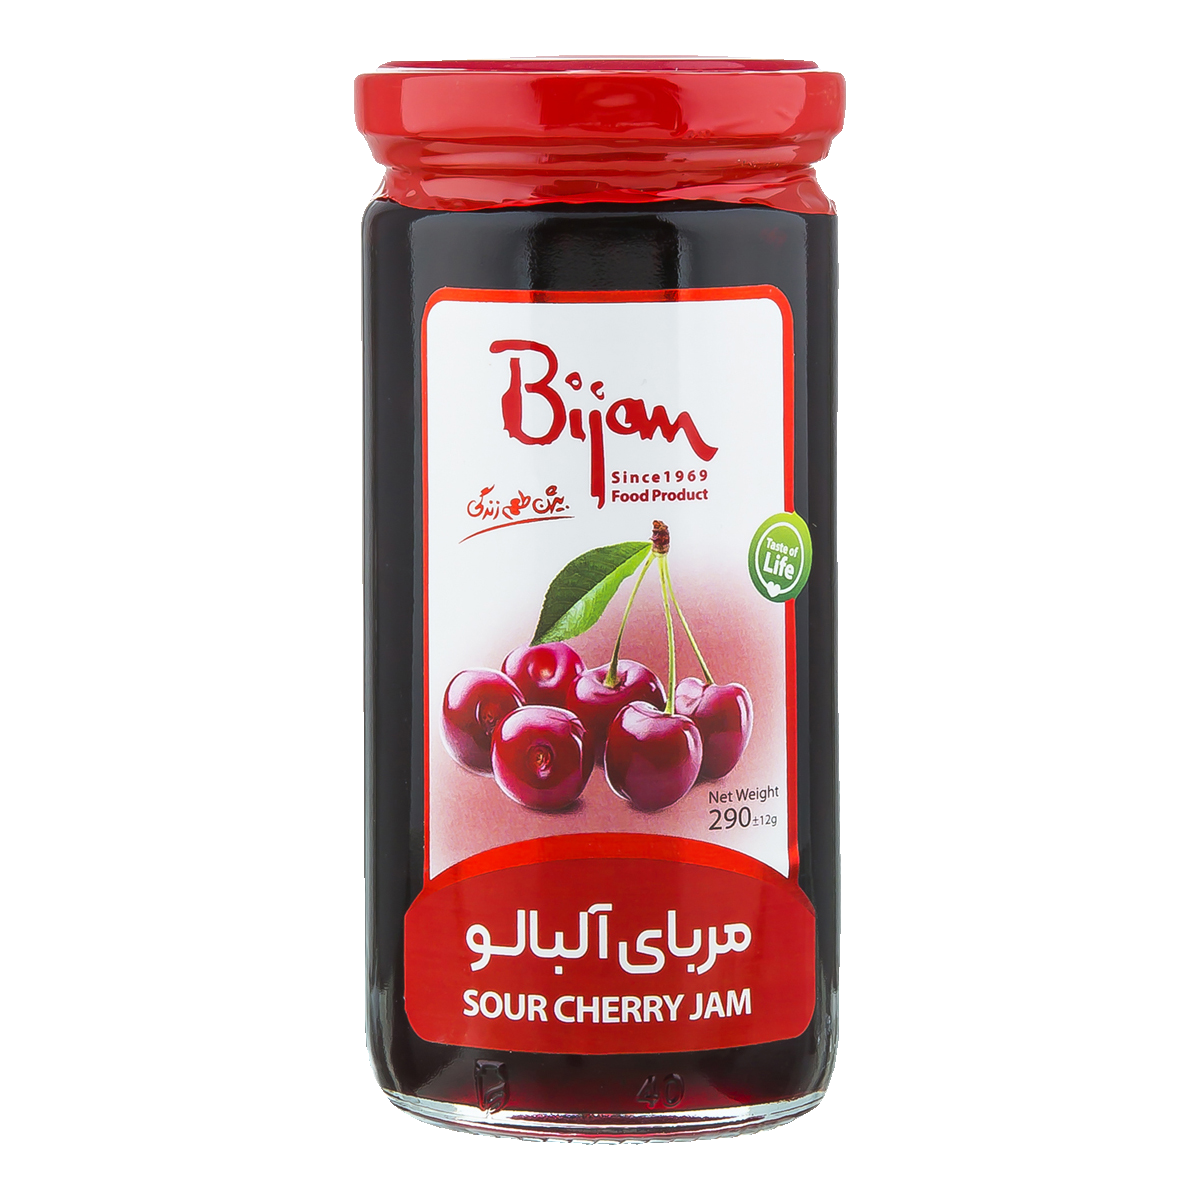 Bijan
Since1969
Food Product
بیژن طعم زندگی
Taste of
Life
Net Weight
290±12g
مربای آلبالو
SOUR CHERRY JAM
40